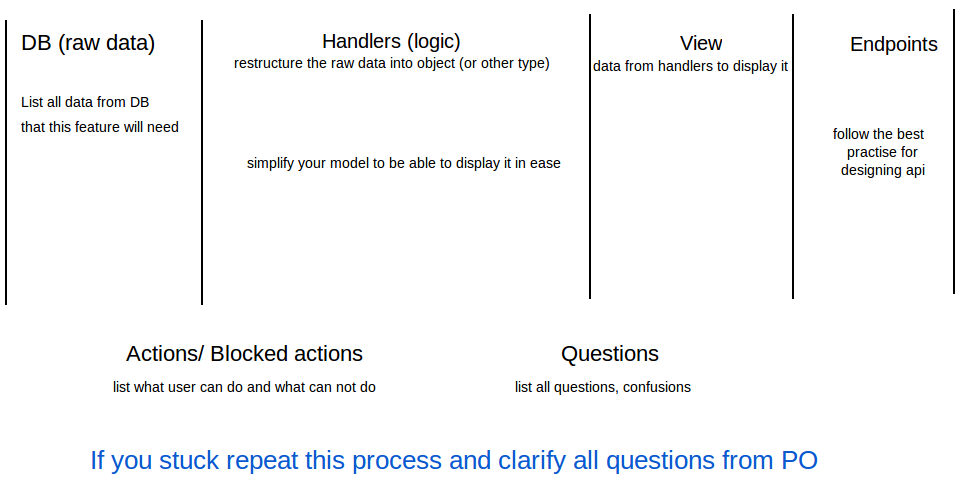 DB (raw data)
List all data from DB
that this feature will need
Handlers (logic)
restructure the raw data into object (or other type)
simplify your model to be able to display it in ease
View
data from handlers to display it
Endpoints
follow the best
practise for
designing api
Actions/ Blocked actions
list what user can do and what can not do
Questions
list all questions, confusions
If you stuck repeat this process and clarify all questions from PO